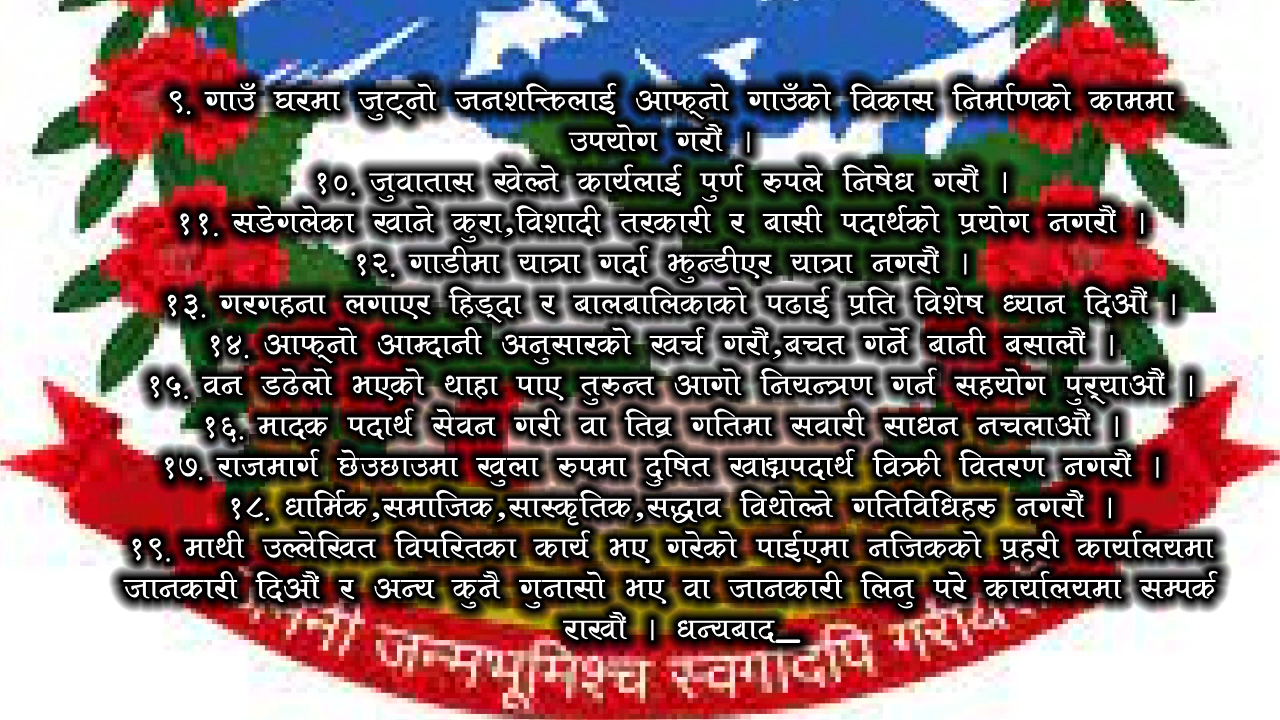 ९. गाउँ घरमा जुट्नो जनशक्तिलाई आफ्नो गाउँको विकास निर्माणको काममा
उपयोग गरौं ।
१०. जुवातास खेल्ने कार्यलाई पुर्ण रुपले निषेध गरौं ।
११. सडेगलेका खाने कुरा,विशादी तरकारी र बासी पदार्थको प्रयोग नगरौं ।
१२. गाडीमा यात्रा गर्दा झुन्डीएर यात्रा नगरौं ।
१३. गरगहना लगाएर हिड्दा र बालबालिकाको पढाई प्रति विशेष ध्यान दिऔं ।
१४. आफ्नो आम्दानी अनुसारको खर्च गरौं,बचत गर्ने बानी बसालौं ।
१५. वन डढेलो भएको थाहा पाए तुरुन्त आगो नियन्त्रण गर्न सहयोग पुर्‍याऔं ।
१६. मादक पदार्थ सेवन गरी वा तिव्र गतिमा सवारी साधन नचलाऔं ।
१७. राजमार्ग छेउछाउमा खुला रुपमा दुषित खाद्यपदार्थ विक्री वितरण नगरौं ।
१८. धार्मिक,समाजिक,सास्कृतिक,सद्भाव विथोल्ने गतिविधिहरु नगरौं ।
१९. माथी उल्लेखित विपरितका कार्य भए गरेको पाईएमा नजिकको प्रहरी कार्यालयमा
जानकारी दिऔं र अन्य कुनै गुनासो भए वा जानकारी लिनु परे कार्यालयमा सम्पर्क
राखौं । धन्यबाद_
जननी जन्मभूमिश्च स्वर्गादपि